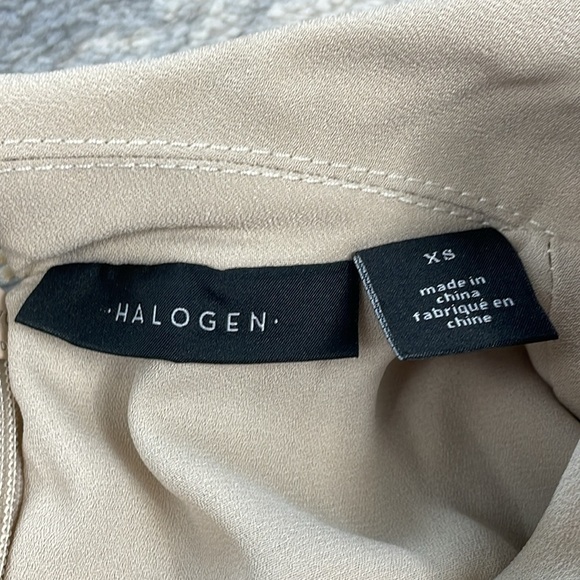 ·HALOGEN·
XS
made in
china
fabriqué en
chine